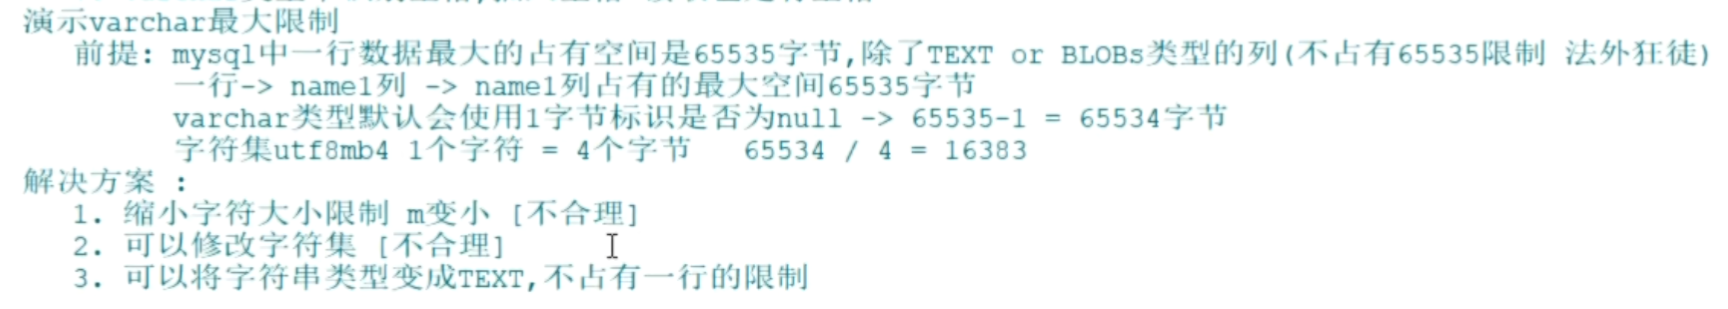 演示varchar最大限制
前提: mysql中一行数据最大的占有空间是65535字节,除了TEXT or BLOBs类型的列(不占有65535限制 法外狂徒)
一行-> name1列 -> name1列占有的最大空间65535字节
varchar类型默认会使用1字节标识是否为null -> 65535-1 = 65534字节
字符集utf8mb4 1个字符 = 4个字节 65534 / 4 = 16383
解决方案 :
1. 缩小字符大小限制 m变小 [不合理]
2. 可以修改字符集 [不合理]
3. 可以将字符串类型变成TEXT,不占有一行的限制